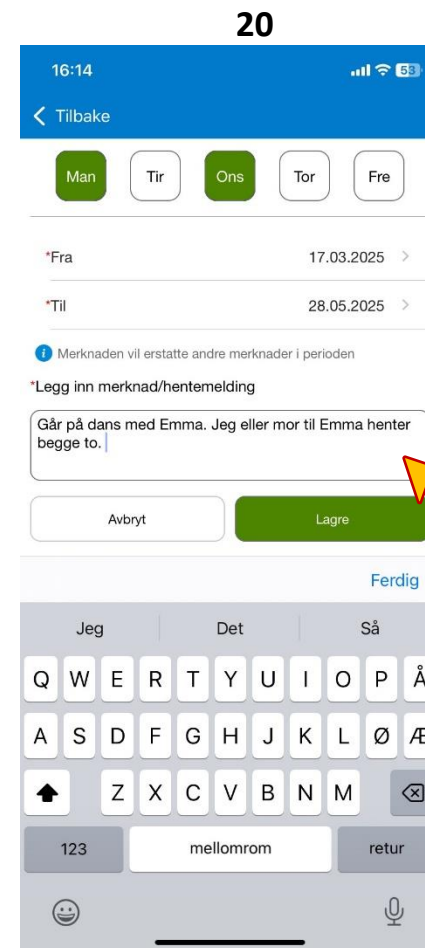 20
16:14
53
Tilbake
Man Tir Ons Tor Fre
*Fra 17.03.2025
*Til 28.05.2025
Merknaden vil erstatte andre merknader i perioden
*Legg inn merknad/hentemelding
Går på dans med Emma. Jeg eller mor til Emma henter
begge to.
Avbryt Lagre
Ferdig
Jeg Det Så
Q W E R T Y U I O P Å
A S D F G H J K L Ø Æ
Z X C V B N M
123 mellomrom retur